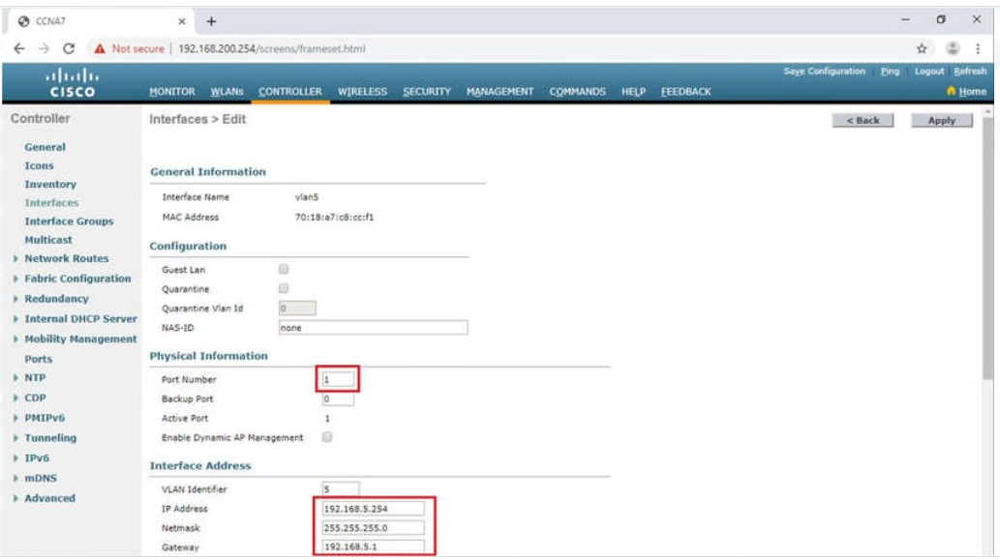 CCNA7
Not secure | 192.168.200.254/screens/frameset.html
Save Configuration | Ping | Logout | Refresh
CISCO
MONITOR WLANs CONTROLLER WIRELESS SECURITY MANAGEMENT COMMANDS HELP FEEDBACK
Home
Controller
Interfaces > Edit
< Back
Apply
General
Icons
Inventory
Interfaces
Interface Groups
Multicast
Network Routes
Fabric Configuration
Redundancy
Internal DHCP Server
Mobility Management
Ports
NTP
CDP
PMIPv6
Tunneling
IPv6
mDNS
Advanced
General Information
Interface Name vlan5
MAC Address 70:18:a7:c8:cc:f1
Configuration
Guest Lan
Quarantine
Quarantine Vlan Id 0
NAS-ID none
Physical Information
Port Number 1
Backup Port 0
Active Port 1
Enable Dynamic AP Management
Interface Address
VLAN Identifier 5
IP Address 192.168.5.254
Netmask 255.255.255.0
Gateway 192.168.5.1